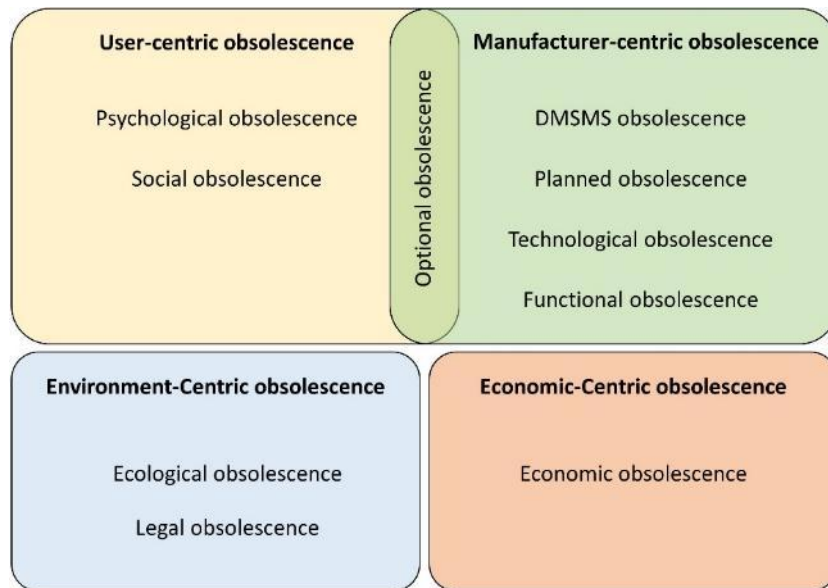 User-centric obsolescence
Psychological obsolescence
Social obsolescence
Optional obsolescence
Manufacturer-centric obsolescence
DMSMS obsolescence
Planned obsolescence
Technological obsolescence
Functional obsolescence
Environment-Centric obsolescence
Ecological obsolescence
Legal obsolescence
Economic-Centric obsolescence
Economic obsolescence